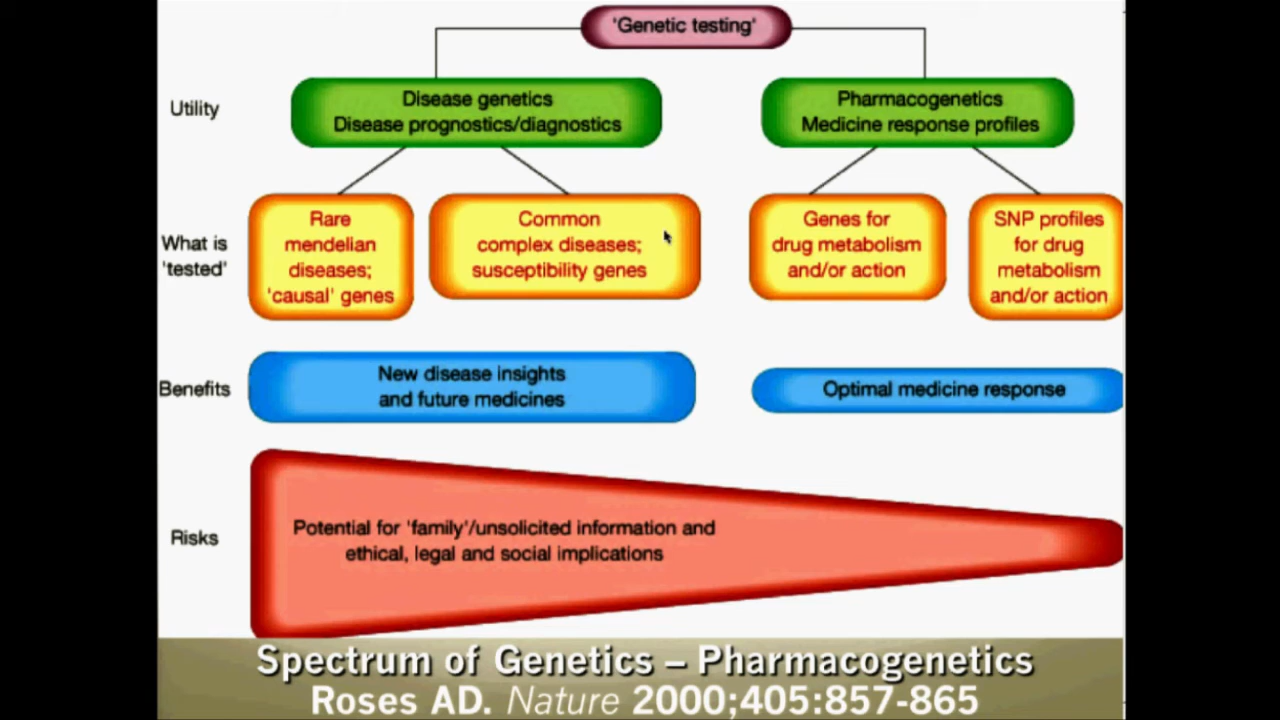 'Genetic testing'
Utility
Disease genetics
Disease prognostics/diagnostics
Pharmacogenetics
Medicine response profiles
What is
'tested'
Rare
mendelian
diseases;
'causal' genes
Common
complex diseases;
susceptibility genes
Genes for
drug metabolism
and/or action
SNP profiles
for drug
metabolism
and/or action
Benefits
New disease insights
and future medicines
Optimal medicine response
Risks
Potential for 'family'/unsolicited information and
ethical, legal and social implications
Spectrum of Genetics – Pharmacogenetics
Roses AD. Nature 2000;405:857-865